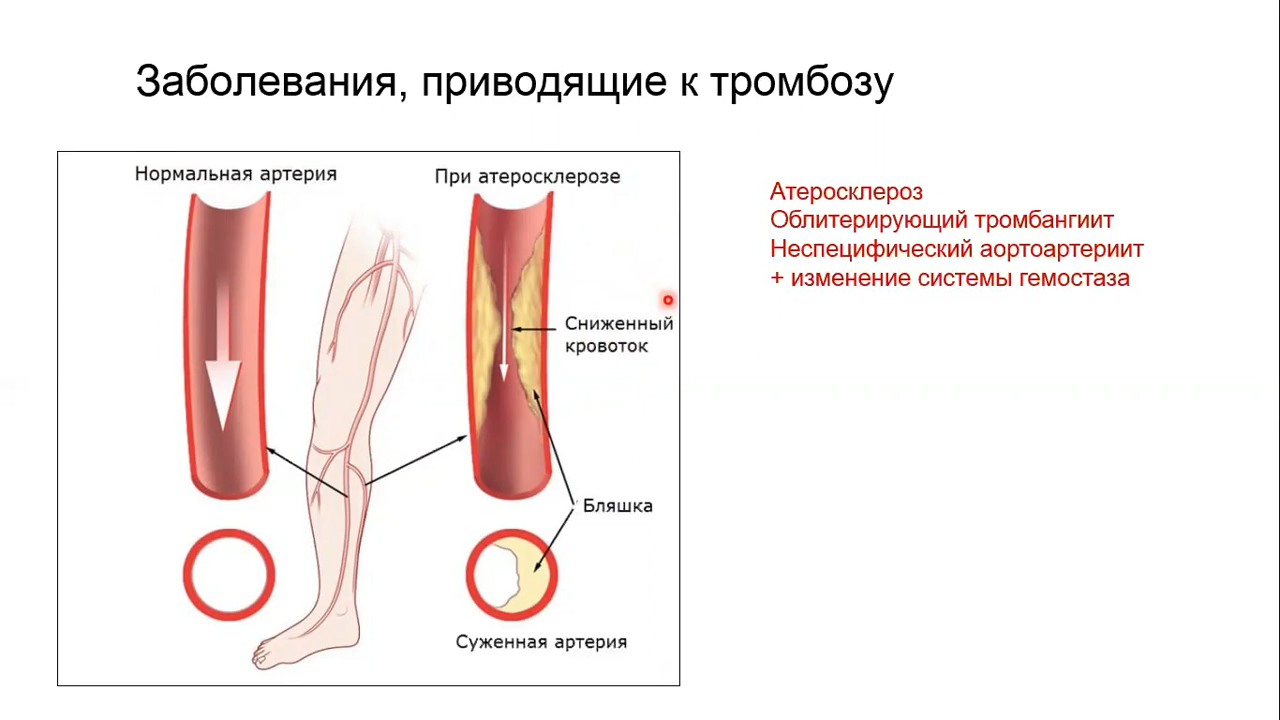 Заболевания, приводящие к тромбозу
Нормальная артерия
При атеросклерозе
Сниженный
кровоток
Бляшка
Суженная артерия
Атеросклероз
Облитерирующий тромбангиит
Неспецифический аортоартериит
+ изменение системы гемостаза